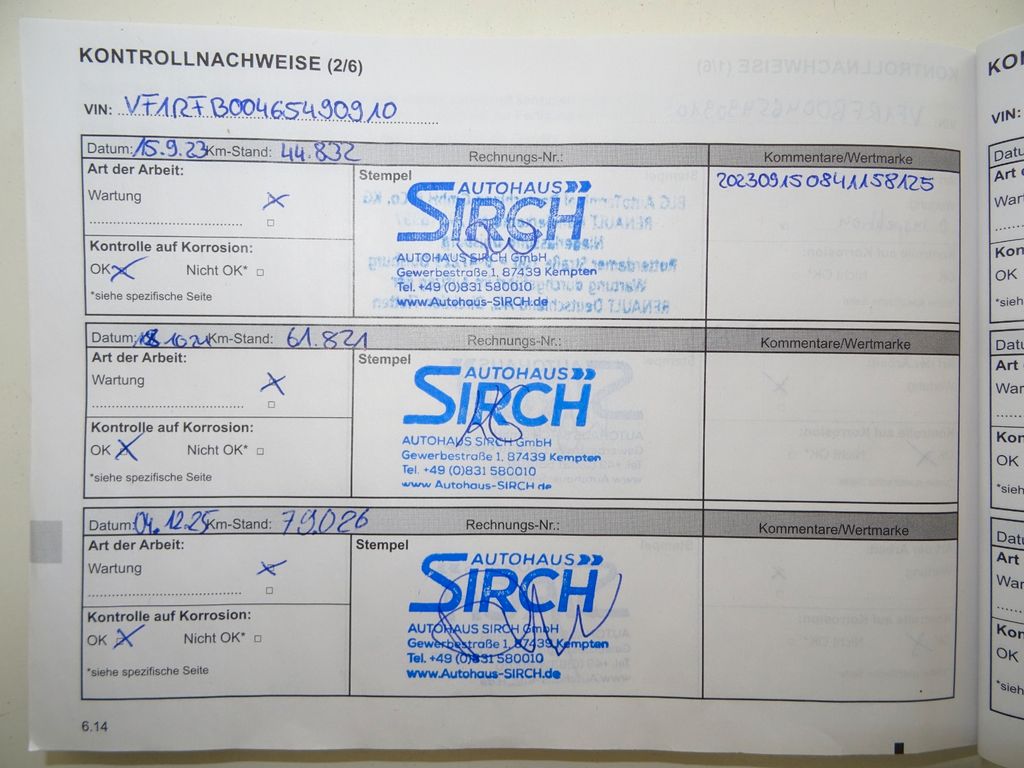 KONTROLLNACHWEISE (2/6)
VIN: VF1RFB00465490910
Datum: 15.9.23 Km-Stand: 44.832 Rechnungs-Nr.: Kommentare/Wertmarke
Art der Arbeit: Stempel 20230915084115 8125
Wartung
AUTOHAUS
SIRCH
Kontrolle auf Korrosion:
OK Nicht OK*
*siehe spezifische Seite
AUTOHAUS SIRCH GmbH
Gewerbestraße 1, 87439 Kempten
Tel. +49 (0)831 580010
www.Autohaus-SIRCH.de
Datum: Km-Stand: 61.821 Rechnungs-Nr.: Kommentare/Wertmarke
Art der Arbeit: Stempel
Wartung
AUTOHAUS
SIRCH
Kontrolle auf Korrosion:
OK Nicht OK*
*siehe spezifische Seite
AUTOHAUS SIRCH GmbH
Gewerbestraße 1, 87439 Kempten
Tel. +49 (0)831 580010
www.Autohaus-SIRCH.de
Datum: 04.12.25 Km-Stand: 79.026 Rechnungs-Nr.: Kommentare/Wertmarke
Art der Arbeit: Stempel
Wartung
AUTOHAUS
SIRCH
Kontrolle auf Korrosion:
OK Nicht OK*
*siehe spezifische Seite
AUTOHAUS SIRCH GmbH
Gewerbestraße 1, 87439 Kempten
Tel. +49 (0)831 580010
www.Autohaus-SIRCH.de
6.14
VIN:
OK
OK
OK